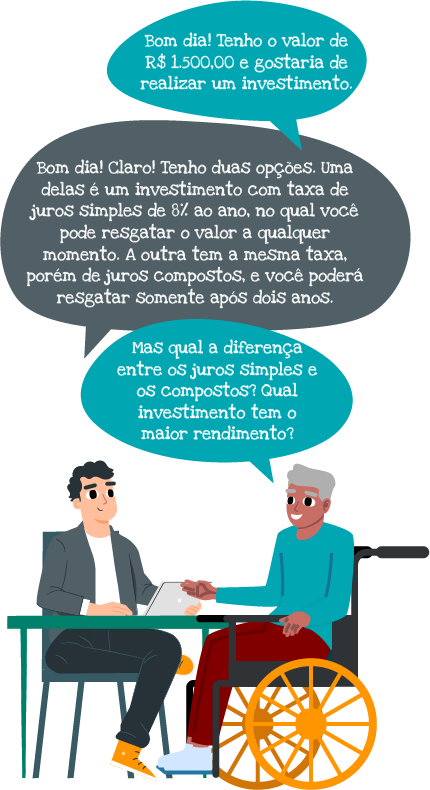 Bom dia! Tenho o valor de
R$ 1.500,00 e gostaria de
realizar um investimento.
Bom dia! Claro! Tenho duas opções. Uma
delas é um investimento com taxa de
juros simples de 8% ao ano, no qual você
pode resgatar o valor a qualquer
momento. A outra tem a mesma taxa,
porém de juros compostos, e você poderá
resgatar somente após dois anos.
Mas qual a diferença
entre os juros simples e
os compostos? Qual
investimento tem o
maior rendimento?